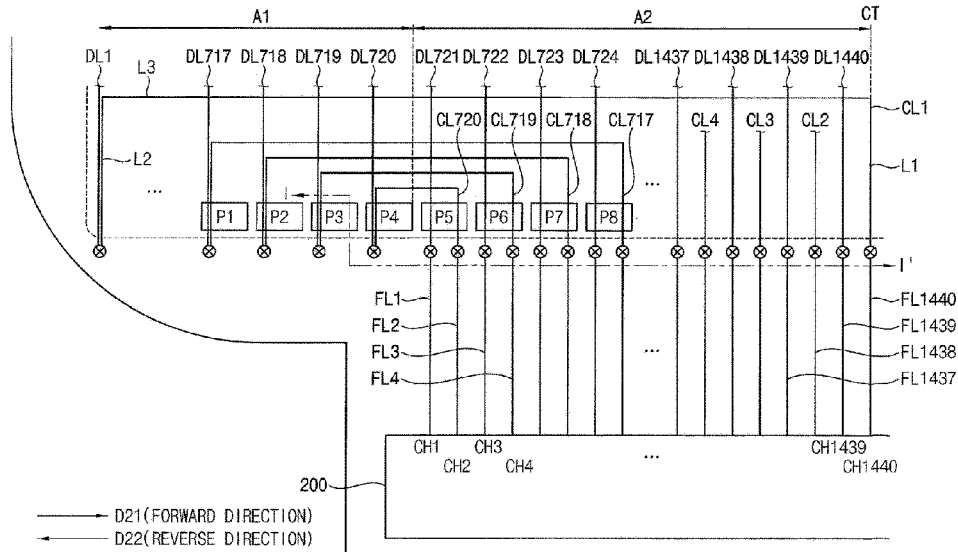 A1 A2 CT
DL1 DL717 DL718 DL719 DL720 DL721 DL722 DL723 DL724 DL1437 DL1438 DL1439 DL1440
L3
CL720 CL719 CL718 CL717 CL4 CL3 CL2 CL1
L2 L1
... ...
I
P1 P2 P3 P4 P5 P6 P7 P8
I'
FL1 FL1440
FL2 FL1439
FL3 ... FL1438
FL4 FL1437
CH1 CH3 CH1439
CH2 CH4 ... CH1440
200
D21(FORWARD DIRECTION)
D22(REVERSE DIRECTION)